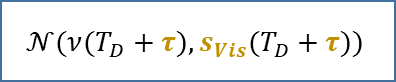 𝒩(ν(T_D + τ), s_Vis(T_D + τ))